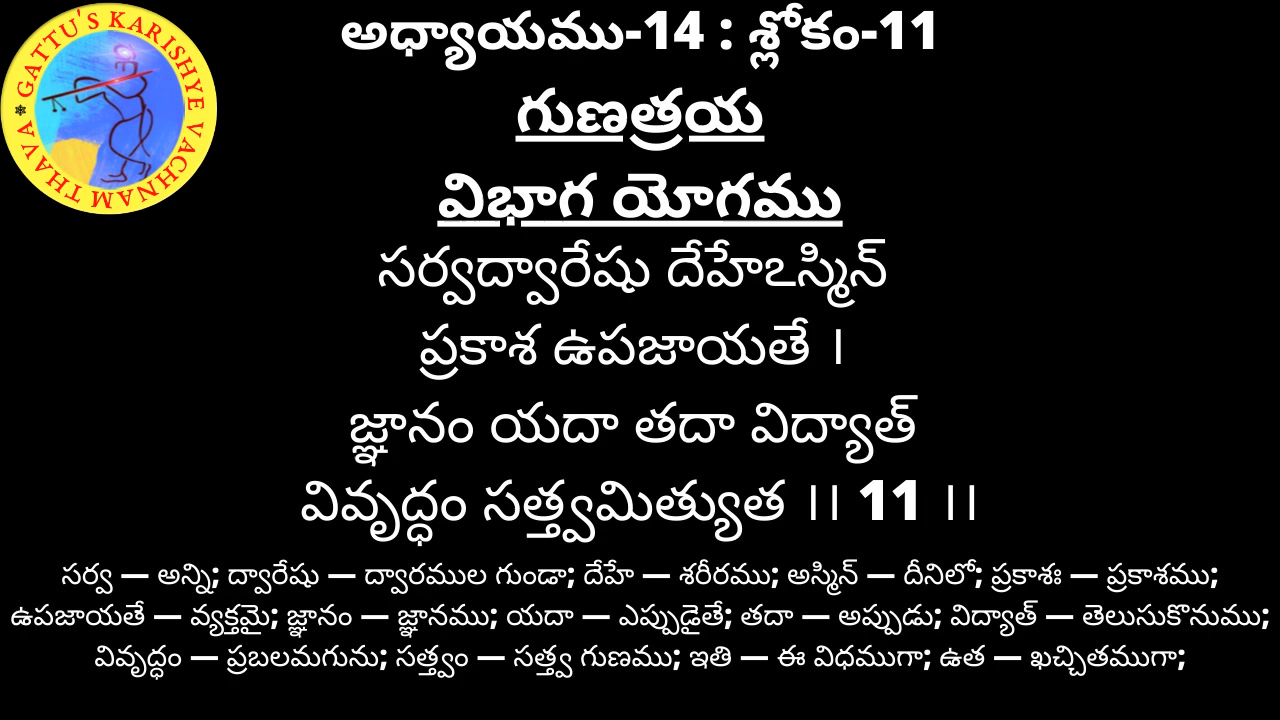 GATTU'S KARISHYE VACHNAM THAVA
అధ్యాయము-14 : శ్లోకం-11
గుణత్రయ
విభాగ యోగము
సర్వద్వారేషు దేహేఽస్మిన్
ప్రకాశ ఉపజాయతే ।
జ్ఞానం యదా తదా విద్యాత్
వివృద్ధం సత్త్వమిత్యుత ।। 11 ।।
సర్వ — అన్ని; ద్వారేషు — ద్వారముల గుండా; దేహే — శరీరము; అస్మిన్ — దీనిలో; ప్రకాశః — ప్రకాశము;
ఉపజాయతే — వ్యక్తమై; జ్ఞానం — జ్ఞానము; యదా — ఎప్పుడైతే; తదా — అప్పుడు; విద్యాత్ — తెలుసుకొనుము;
వివృద్ధం — ప్రబలమగును; సత్త్వం — సత్త్వ గుణము; ఇతి — ఈ విధముగా; ఉత — ఖచ్చితముగా;